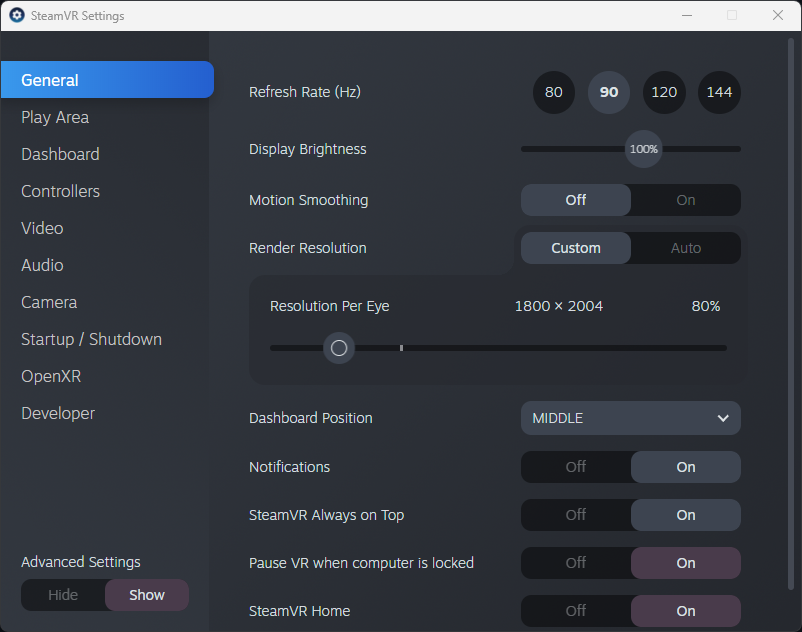 SteamVR Settings
General
Play Area
Dashboard
Controllers
Video
Audio
Camera
Startup / Shutdown
OpenXR
Developer
Advanced Settings
Hide Show
Refresh Rate (Hz) 80 90 120 144
Display Brightness 100%
Motion Smoothing Off On
Render Resolution Custom Auto
Resolution Per Eye 1800 × 2004 80%
Dashboard Position MIDDLE
Notifications Off On
SteamVR Always on Top Off On
Pause VR when computer is locked Off On
SteamVR Home Off On